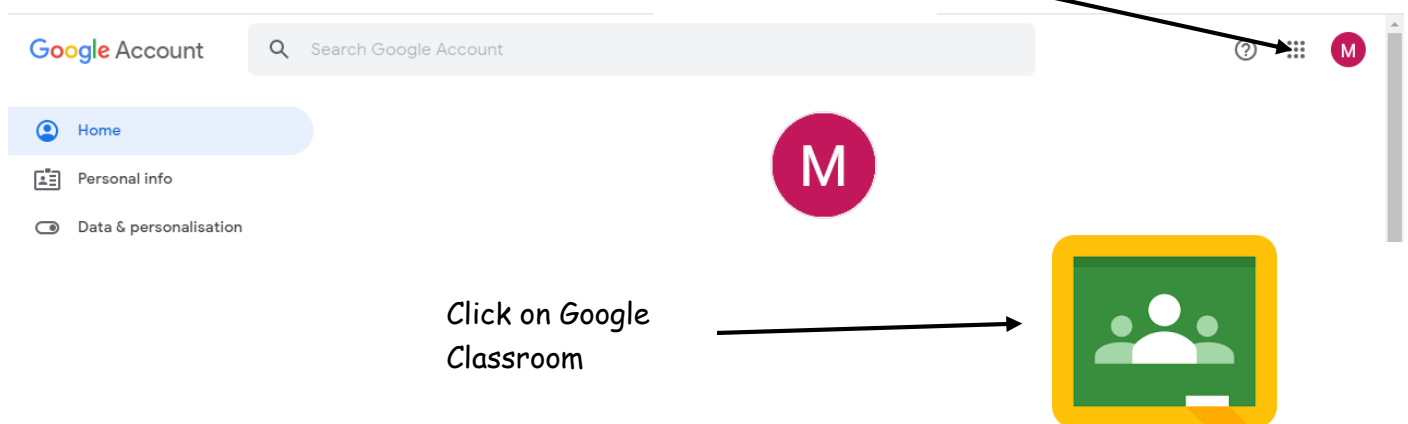 Google Account
Search Google Account
M
Home
M
Personal info
Data & personalisation
Click on Google
Classroom